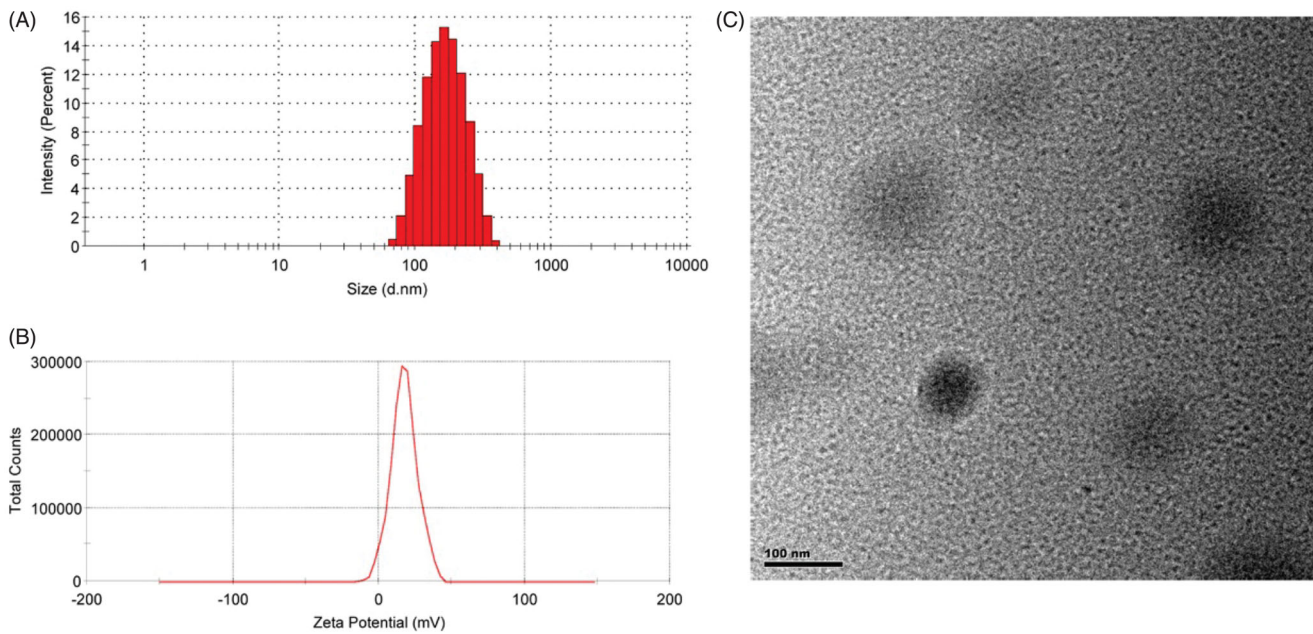 (A)
16
14
12
10
8
6
4
2
0
Intensity (Percent)
1 10 100 1000 10000
Size (d.nm)
(B)
300000
200000
100000
0
Total Counts
-200 -100 0 100 200
Zeta Potential (mV)
(C)
100 nm